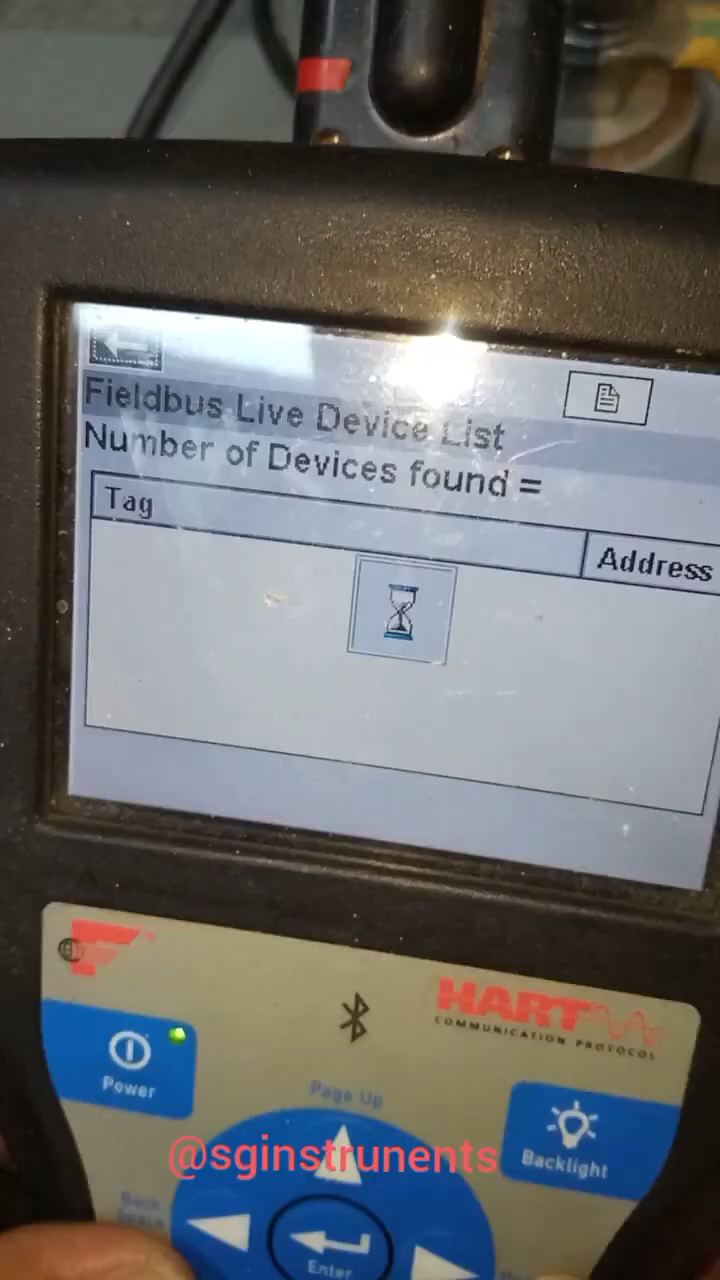 Fieldbus Live Device List
Number of Devices found =
Tag
Address
HART
COMMUNICATION PROTOCOL
Power
Page Up
Backlight
@sginstrunents
Back
Enter